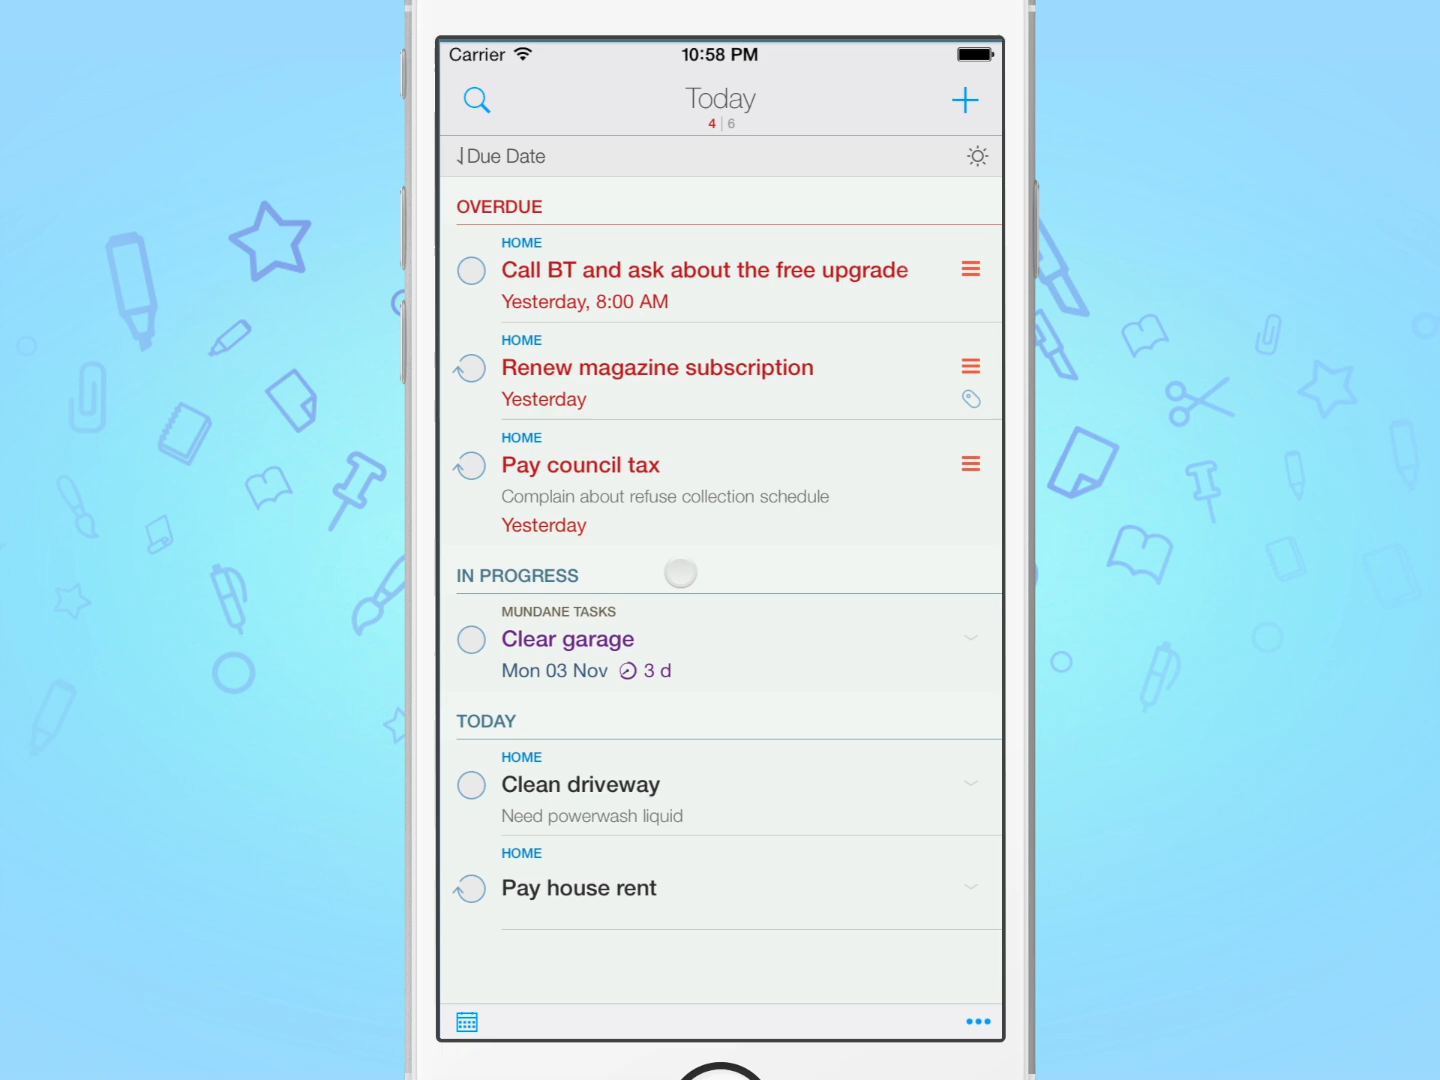 Carrier 10:58 PM
Today
4 | 6
Due Date
OVERDUE
HOME
Call BT and ask about the free upgrade
Yesterday, 8:00 AM
HOME
Renew magazine subscription
Yesterday
HOME
Pay council tax
Complain about refuse collection schedule
Yesterday
IN PROGRESS
MUNDANE TASKS
Clear garage
Mon 03 Nov 3 d
TODAY
HOME
Clean driveway
Need powerwash liquid
HOME
Pay house rent